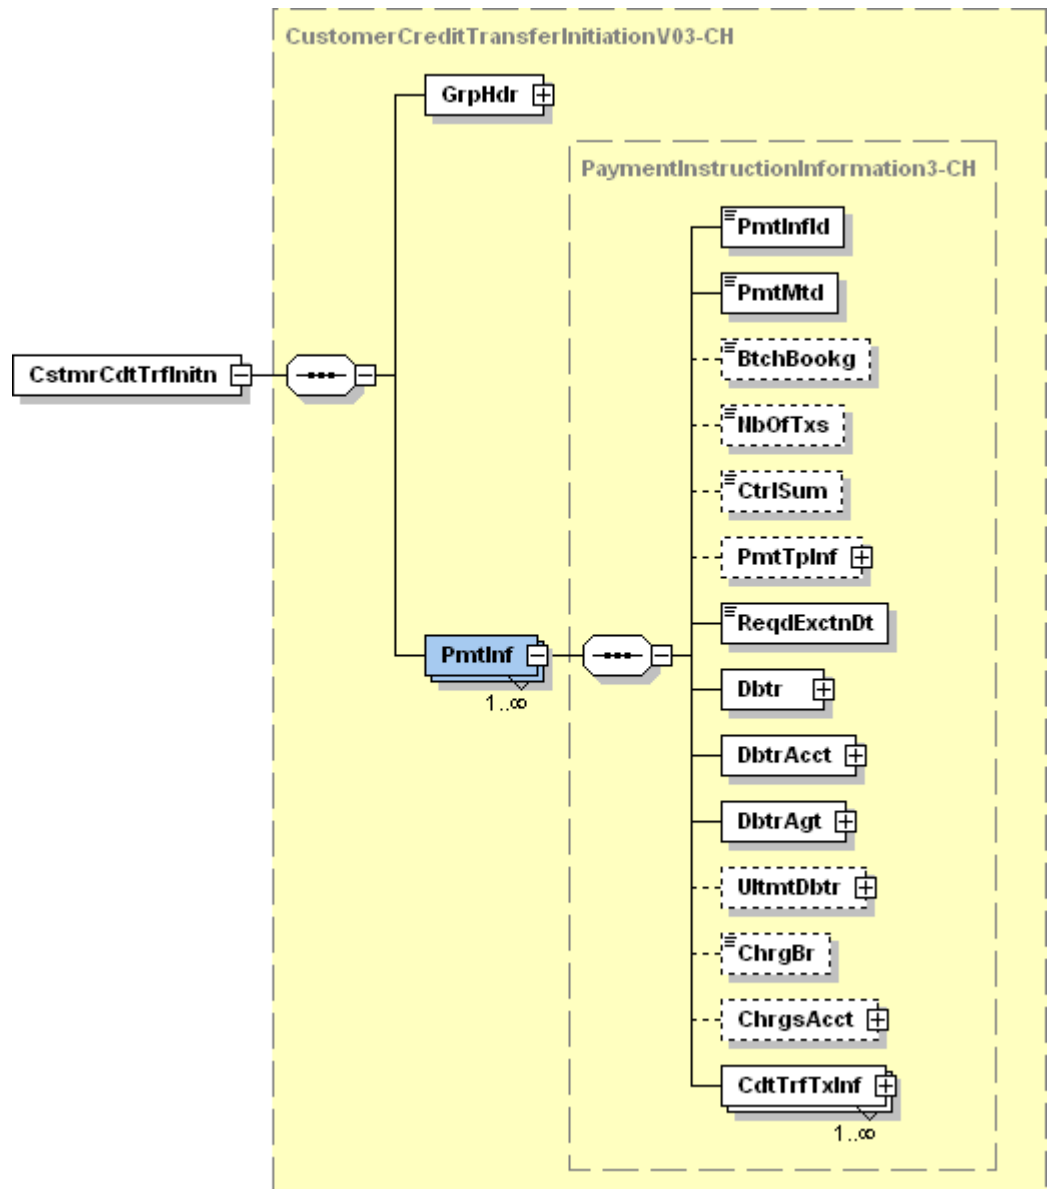 CustomerCreditTransferInitiationV03-CH
GrpHdr
PaymentInstructionInformation3-CH
PmtInfId
PmtMtd
BtchBookg
NbOfTxs
CtrlSum
PmtTpInf
ReqdExctnDt
CstmrCdtTrfInitn
PmtInf
1..∞
Dbtr
DbtrAcct
DbtrAgt
UltmtDbtr
ChrgBr
ChrgsAcct
CdtTrfTxInf
1..∞